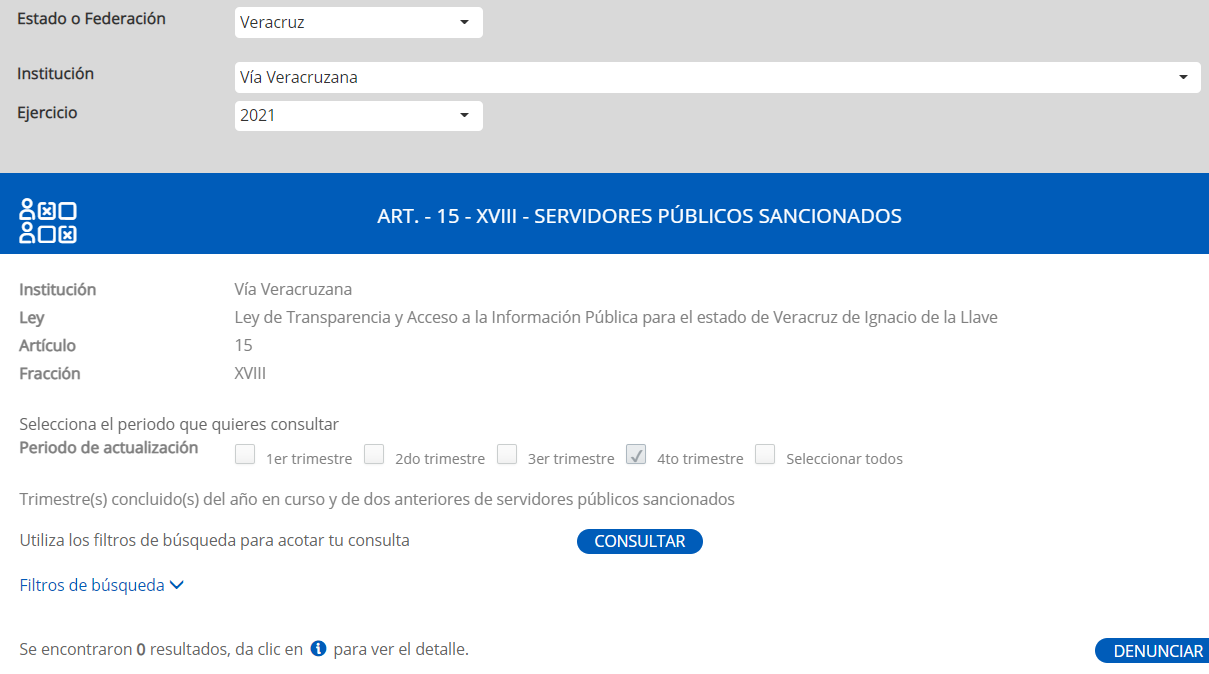 Estado o Federación Veracruz
Institución Vía Veracruzana
Ejercicio 2021
ART. - 15 - XVIII - SERVIDORES PÚBLICOS SANCIONADOS
Institución Vía Veracruzana
Ley Ley de Transparencia y Acceso a la Información Pública para el estado de Veracruz de Ignacio de la Llave
Artículo 15
Fracción XVIII
Selecciona el periodo que quieres consultar
Periodo de actualización 1er trimestre 2do trimestre 3er trimestre 4to trimestre Seleccionar todos
Trimestre(s) concluido(s) del año en curso y de dos anteriores de servidores públicos sancionados
Utiliza los filtros de búsqueda para acotar tu consulta CONSULTAR
Filtros de búsqueda
Se encontraron 0 resultados, da clic en i para ver el detalle. DENUNCIAR